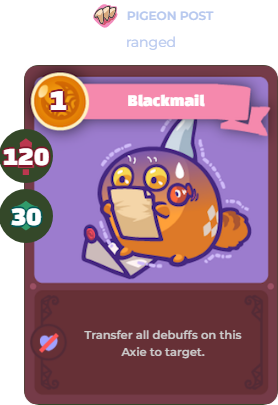 PIGEON POST
ranged
1
Blackmail
120
30
Transfer all debuffs on this
Axie to target.